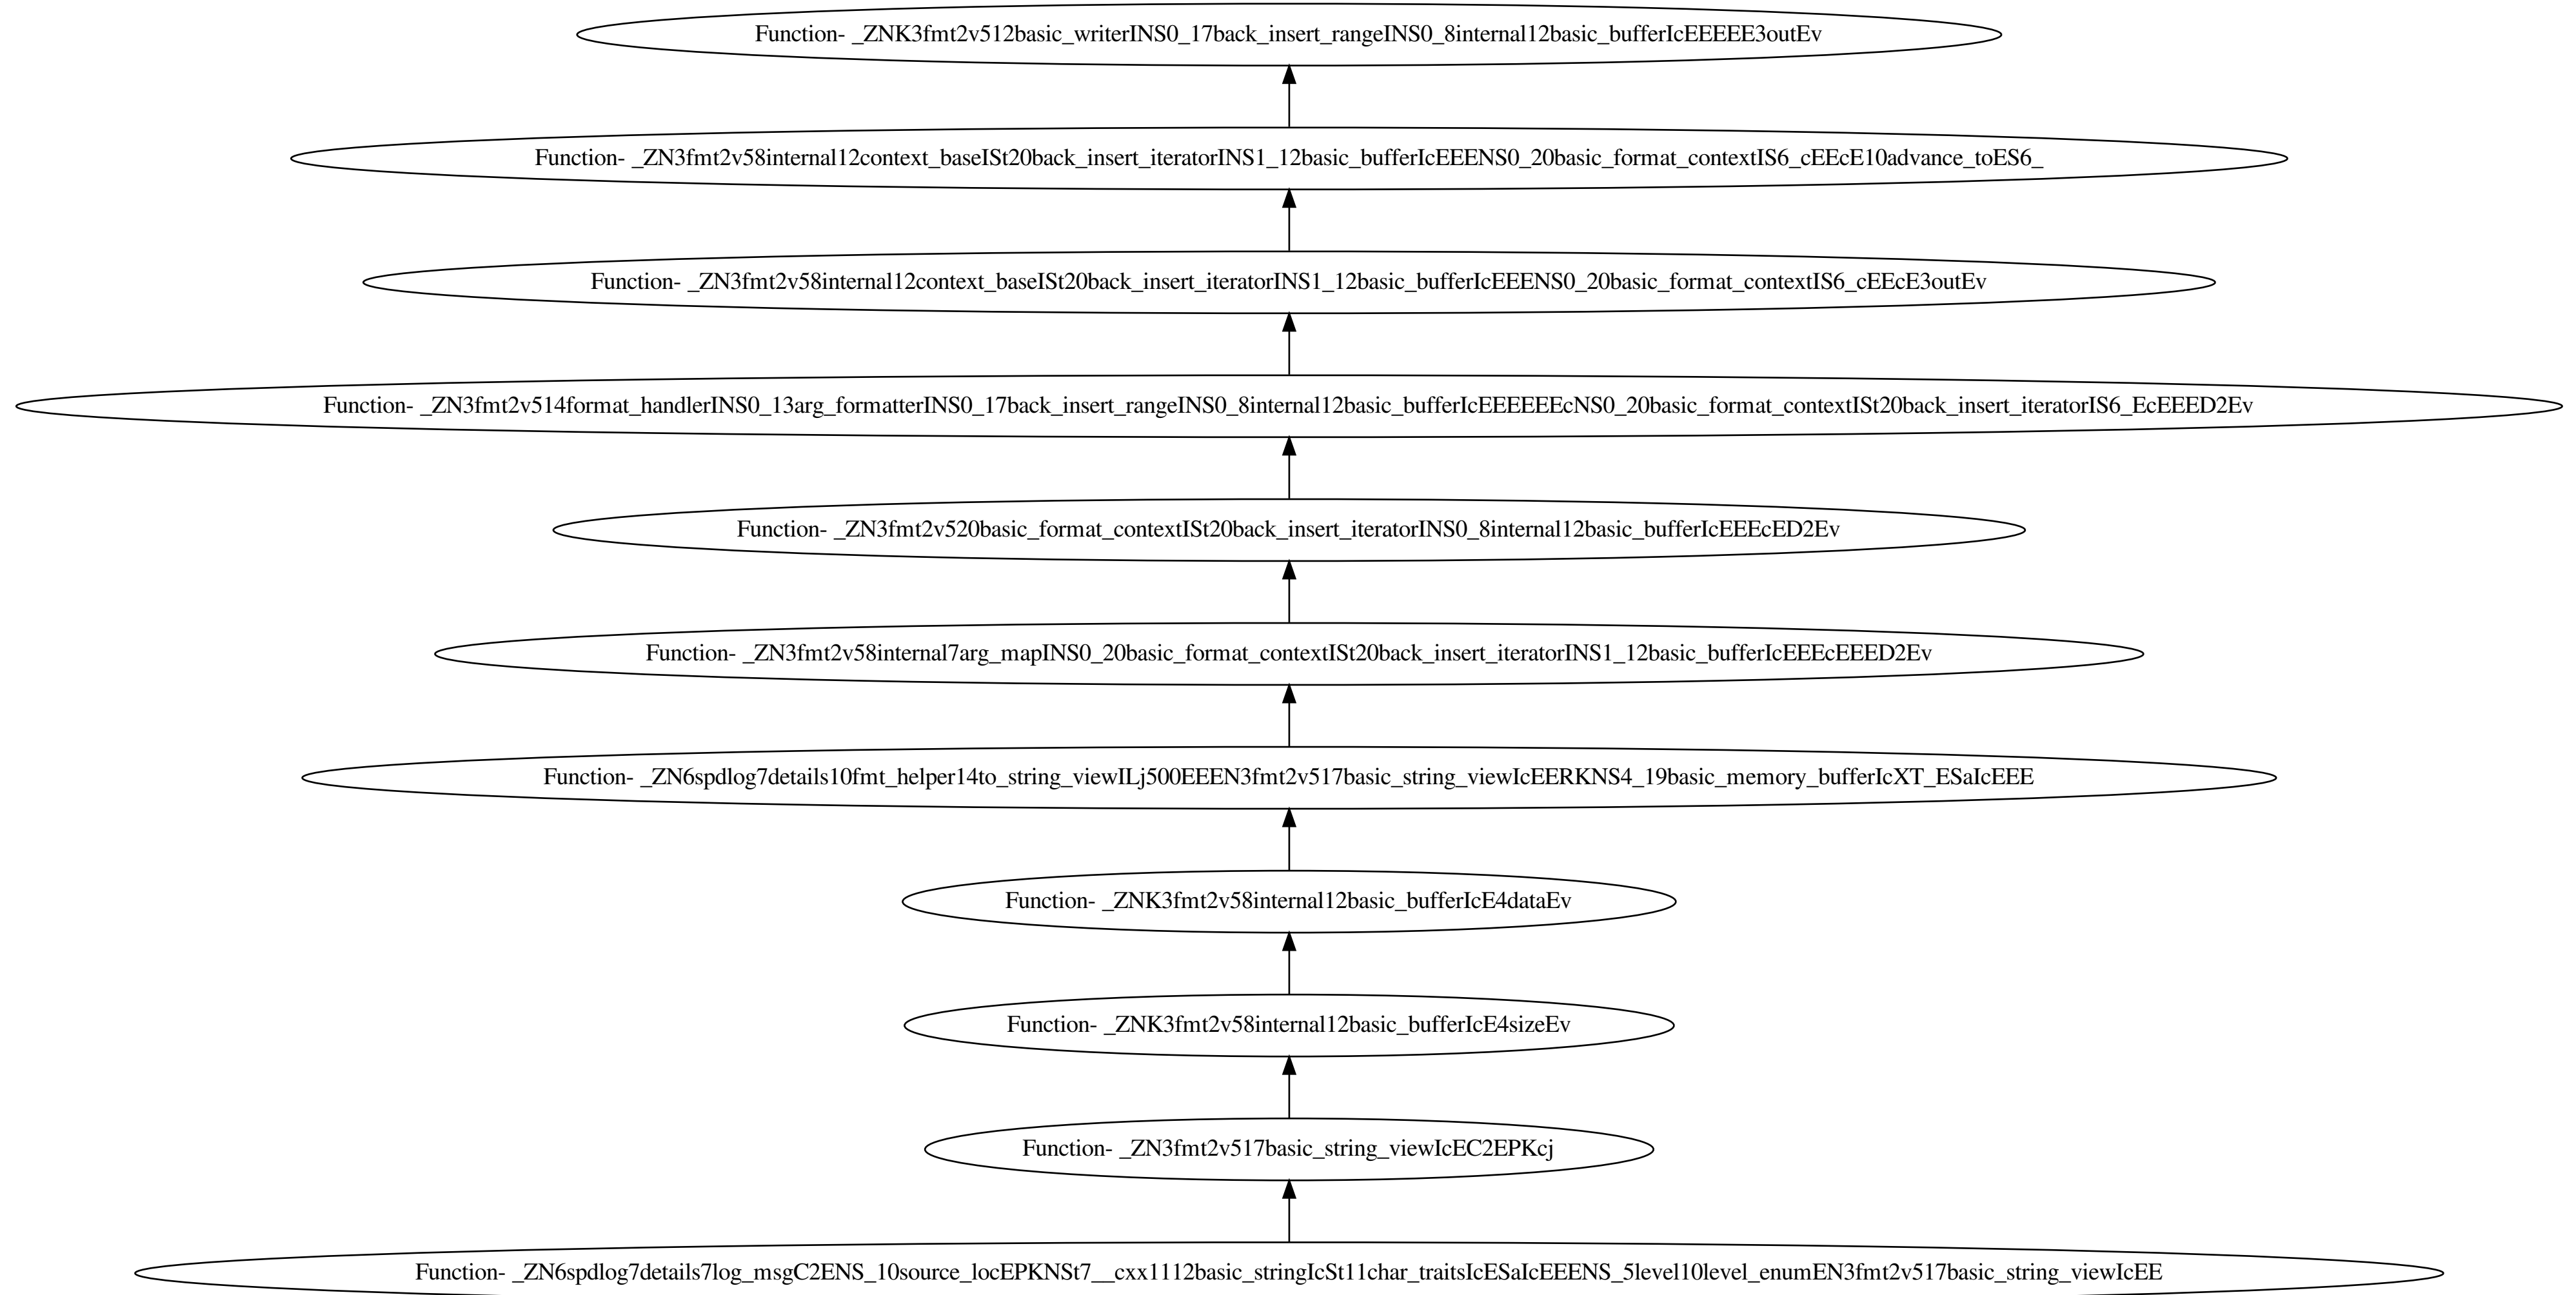 Function- _ZNK3fmt2v512basic_writerINS0_17back_insert_rangeINS0_8internal12basic_bufferIcEEEEE3outEv
Function- _ZN3fmt2v58internal12context_baseISt20back_insert_iteratorINS1_12basic_bufferIcEEENS0_20basic_format_contextIS6_cEEcE10advance_toES6_
Function- _ZN3fmt2v58internal12context_baseISt20back_insert_iteratorINS1_12basic_bufferIcEEENS0_20basic_format_contextIS6_cEEcE3outEv
Function- _ZN3fmt2v514format_handlerINS0_13arg_formatterINS0_17back_insert_rangeINS0_8internal12basic_bufferIcEEEEEEcNS0_20basic_format_contextISt20back_insert_iteratorIS6_EcEEED2Ev
Function- _ZN3fmt2v520basic_format_contextISt20back_insert_iteratorINS0_8internal12basic_bufferIcEEEcED2Ev
Function- _ZN3fmt2v58internal7arg_mapINS0_20basic_format_contextISt20back_insert_iteratorINS1_12basic_bufferIcEEEcEEED2Ev
Function- _ZN6spdlog7details10fmt_helper14to_string_viewILj500EEEN3fmt2v517basic_string_viewIcEERKNS4_19basic_memory_bufferIcXT_ESaIcEEE
Function- _ZNK3fmt2v58internal12basic_bufferIcE4dataEv
Function- _ZNK3fmt2v58internal12basic_bufferIcE4sizeEv
Function- _ZN3fmt2v517basic_string_viewIcEC2EPKcj
Function- _ZN6spdlog7details7log_msgC2ENS_10source_locEPKNSt7__cxx1112basic_stringIcSt11char_traitsIcESaIcEEENS_5level10level_enumEN3fmt2v517basic_string_viewIcEE